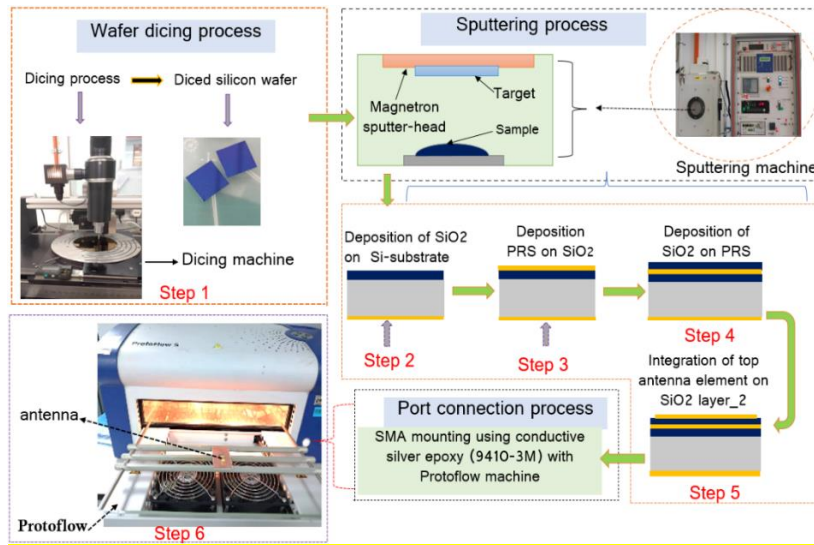 Wafer dicing process
Dicing process
Diced silicon wafer
Dicing machine
Step 1
Sputtering process
Magnetron
sputter-head
Target
Sample
Sputtering machine
Deposition of SiO2
on Si-substrate
Step 2
Deposition
PRS on SiO2
Step 3
Deposition of
SiO2 on PRS
Step 4
Integration of top
antenna element on
SiO2 layer_2
Step 5
Port connection process
SMA mounting using conductive
silver epoxy (9410-3M) with
Protoflow machine
antenna
Protoflow S
Protoflow
Step 6